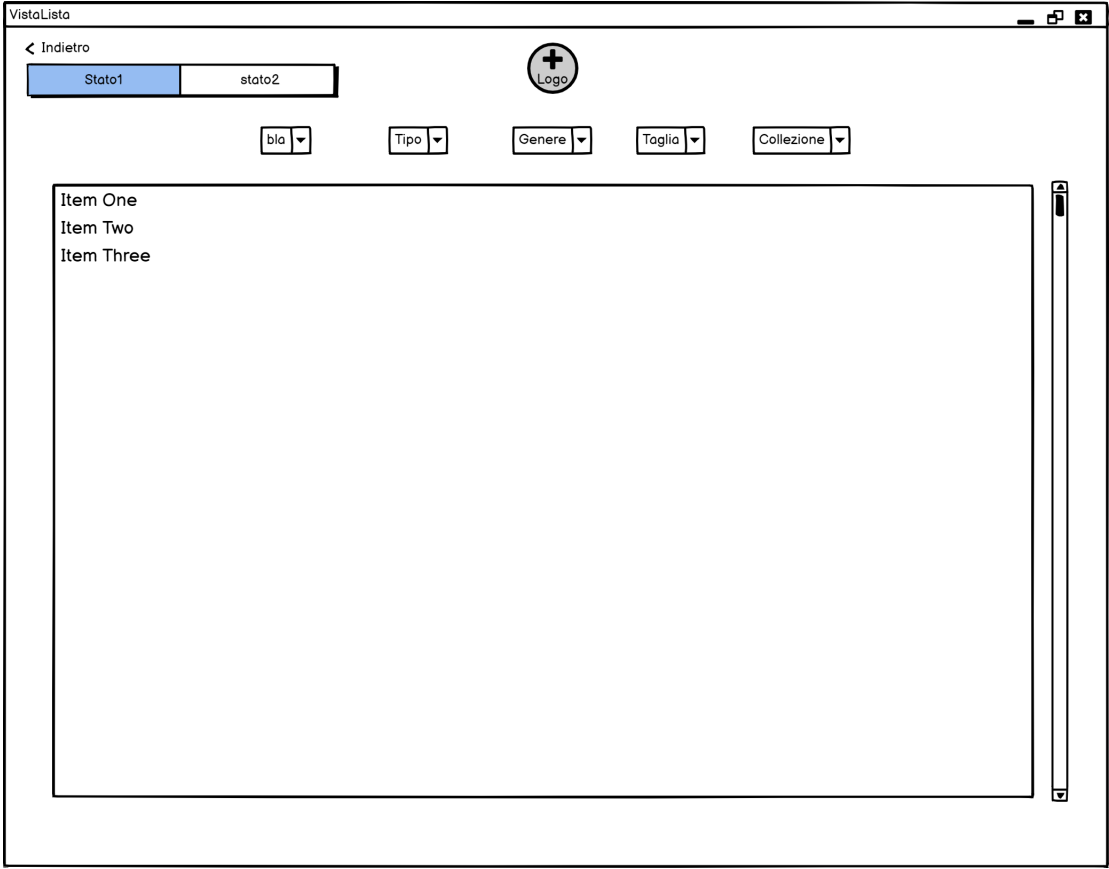 VistaLista
Indietro
Stato1 stato2
Logo
bla Tipo Genere Taglia Collezione
Item One
Item Two
Item Three